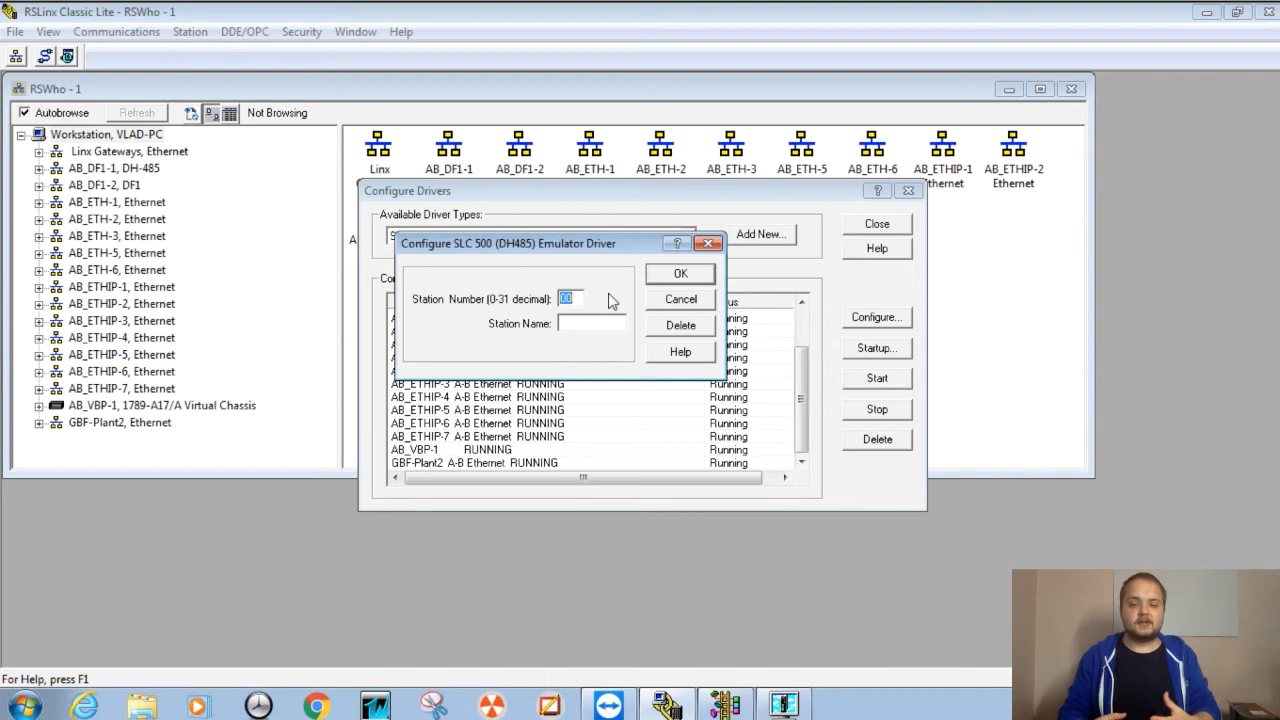 RSLinx Classic Lite - RSWho - 1
File View Communications Station DDE/OPC Security Window Help
RSWho - 1
Autobrowse Refresh Not Browsing
Workstation, VLAD-PC
Linx Gateways, Ethernet
AB_DF1-1, DH-485
AB_DF1-2, DF1
AB_ETH-1, Ethernet
AB_ETH-2, Ethernet
AB_ETH-3, Ethernet
AB_ETH-5, Ethernet
AB_ETH-6, Ethernet
AB_ETHIP-1, Ethernet
AB_ETHIP-2, Ethernet
AB_ETHIP-3, Ethernet
AB_ETHIP-4, Ethernet
AB_ETHIP-5, Ethernet
AB_ETHIP-6, Ethernet
AB_ETHIP-7, Ethernet
AB_VBP-1, 1789-A17/A Virtual Chassis
GBF-Plant2, Ethernet
Linx AB_DF1-1 AB_DF1-2 AB_ETH-1 AB_ETH-2 AB_ETH-3 AB_ETH-5 AB_ETH-6 AB_ETHIP-1 AB_ETHIP-2
Ethernet
Configure Drivers
Available Driver Types:
Add New...
Close
Help
Configure...
Startup...
Start
Stop
Delete
Configure SLC 500 (DH485) Emulator Driver
Station Number (0-31 decimal): 00
Station Name:
OK
Cancel
Delete
Help
Running
Running
Running
Running
Running
AB_ETHIP-3 A-B Ethernet RUNNING Running
AB_ETHIP-4 A-B Ethernet RUNNING Running
AB_ETHIP-5 A-B Ethernet RUNNING Running
AB_ETHIP-6 A-B Ethernet RUNNING Running
AB_ETHIP-7 A-B Ethernet RUNNING Running
AB_VBP-1 RUNNING Running
GBF-Plant2 A-B Ethernet RUNNING Running
For Help, press F1